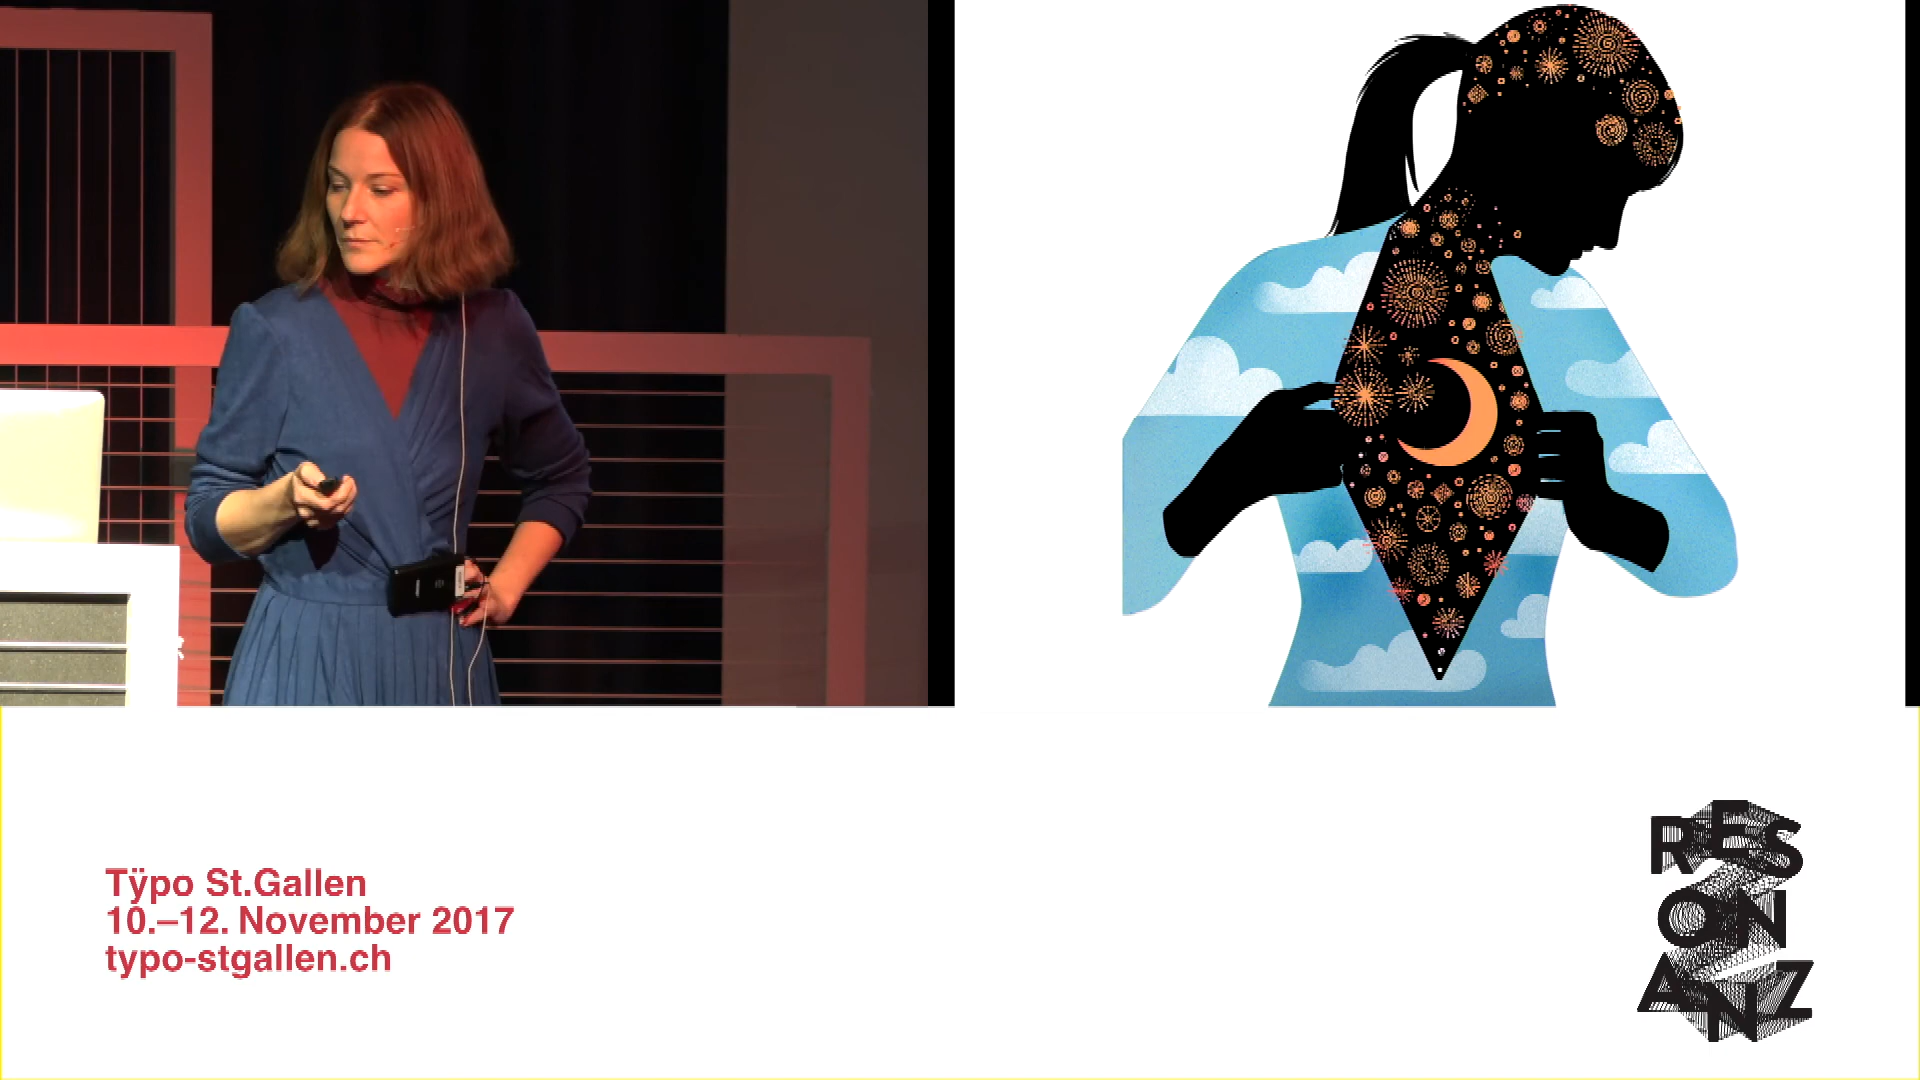 Tÿpo St.Gallen
10.–12. November 2017
typo-stgallen.ch
RES
ON
ANZ